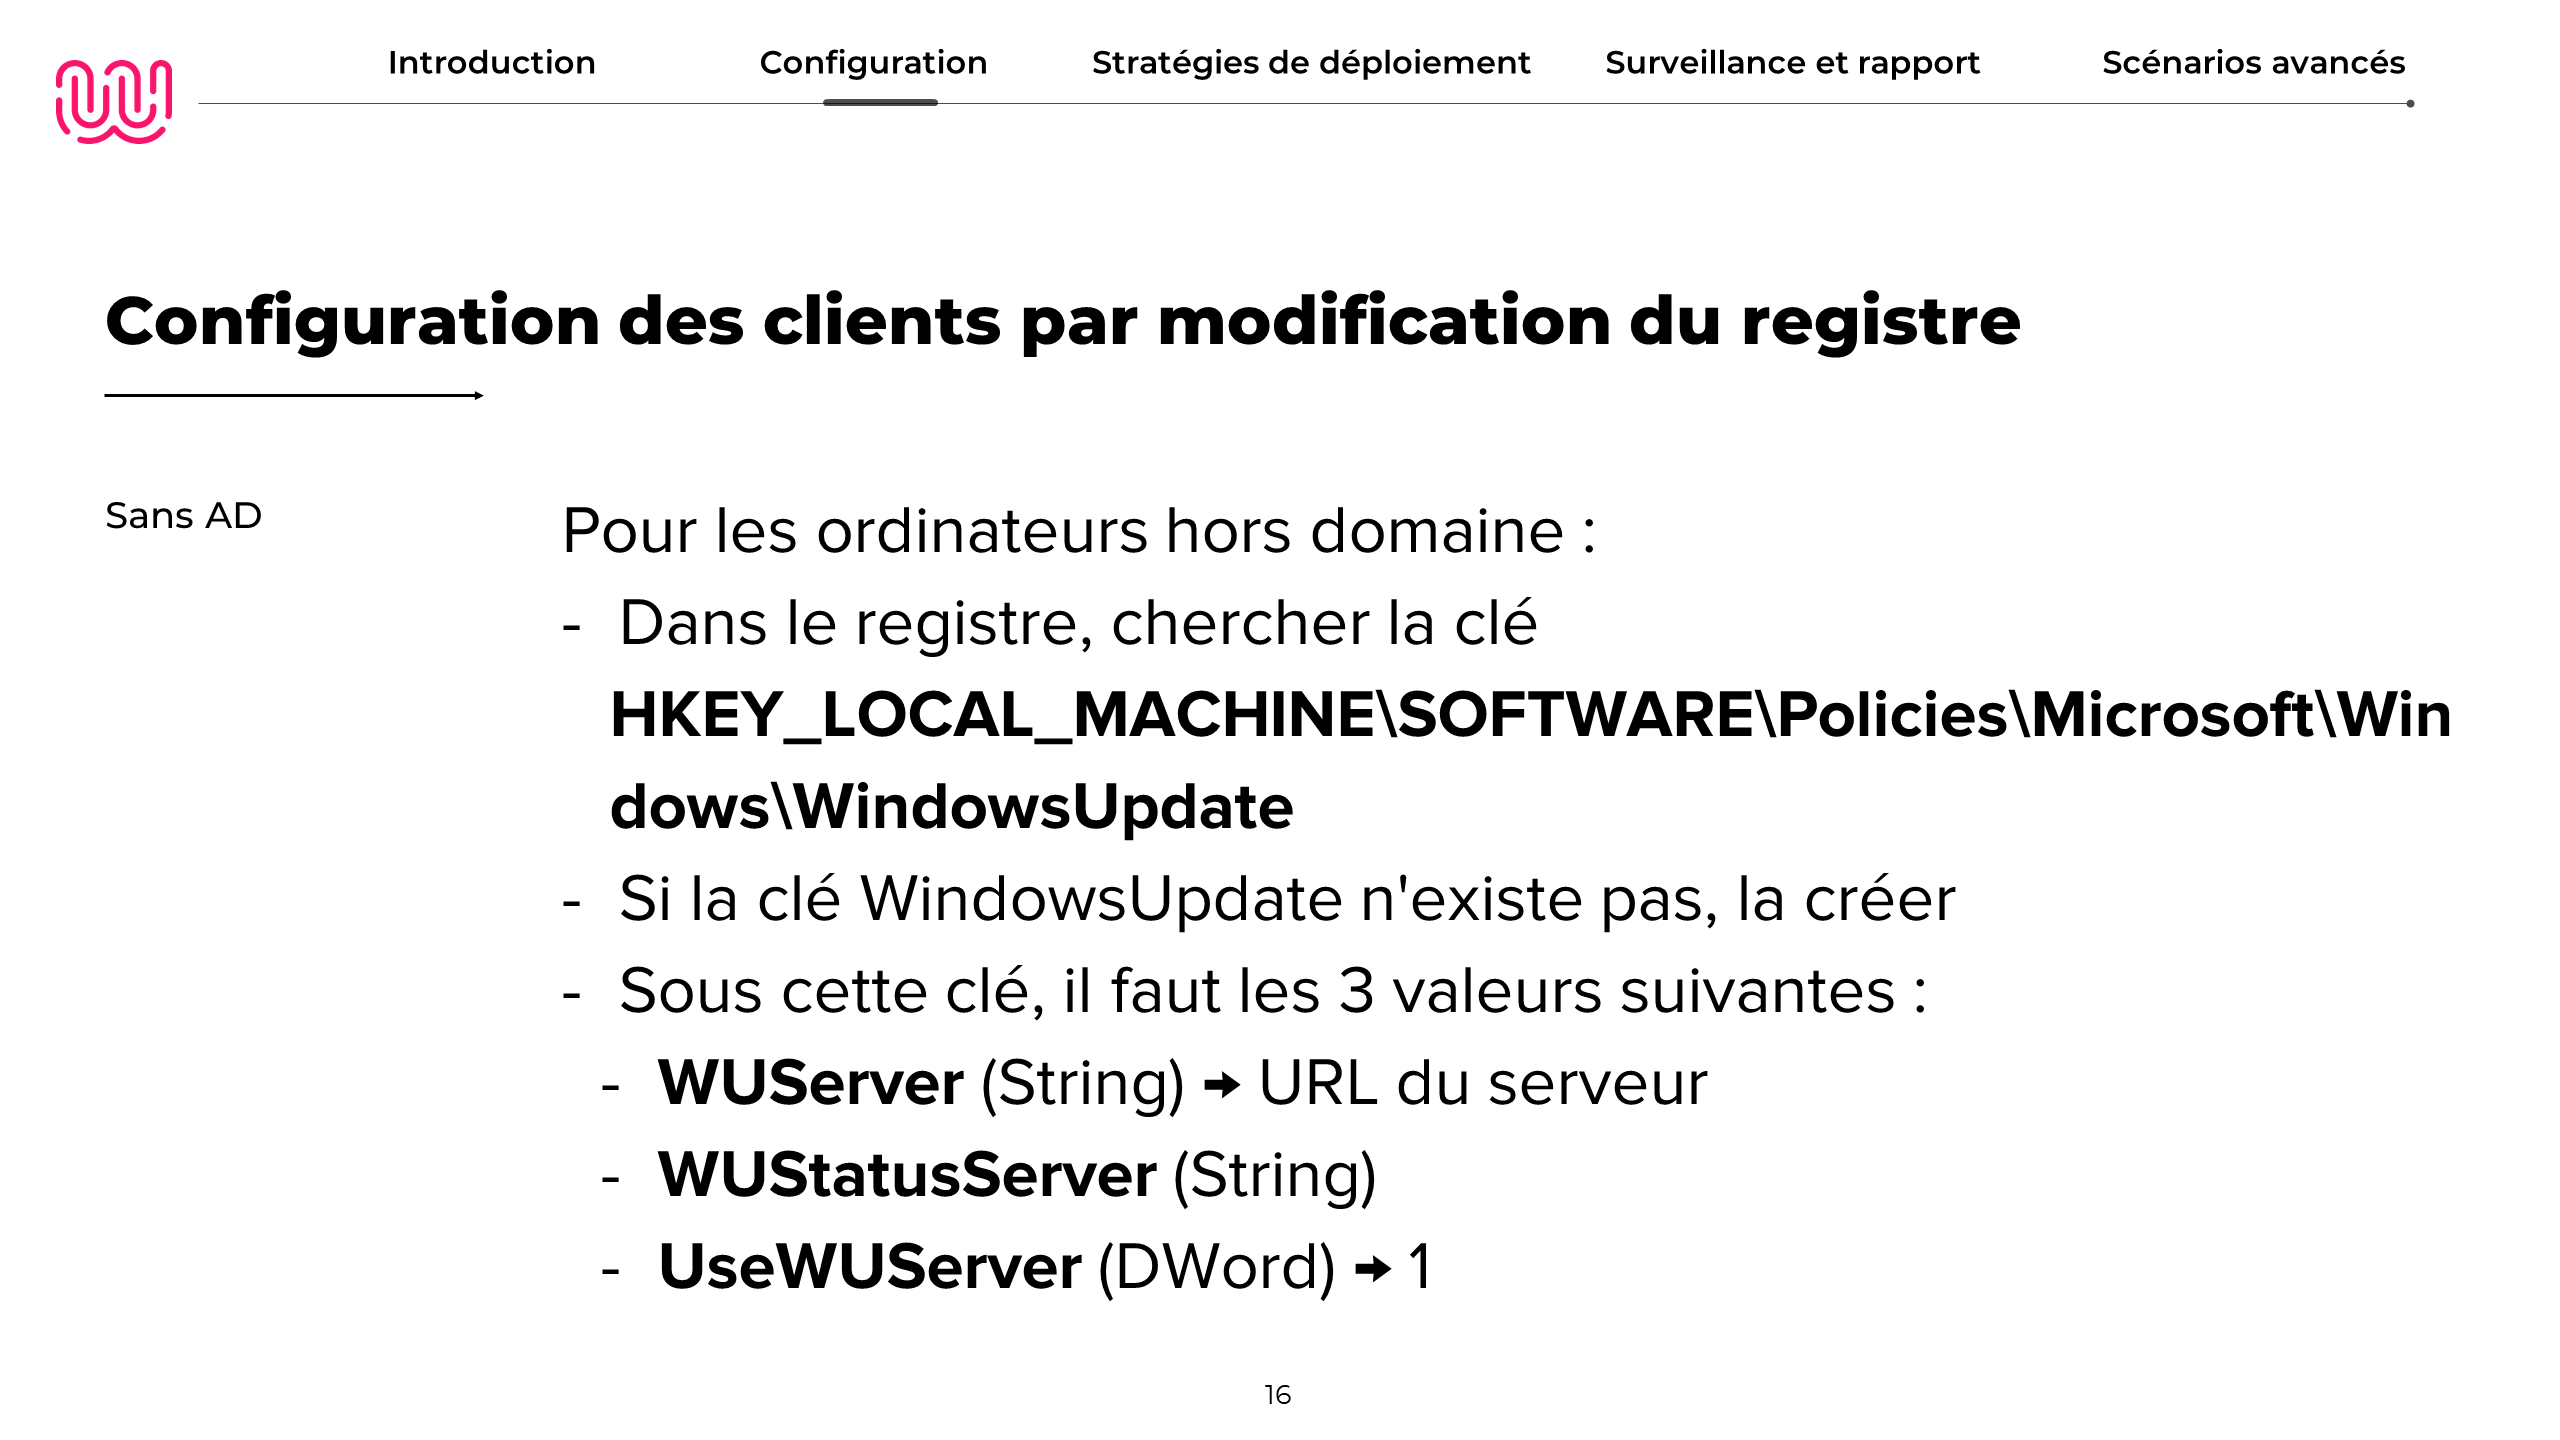 Introduction
Configuration
Stratégies de déploiement
Surveillance et rapport
Scénarios avancés
Configuration des clients par modification du registre
Sans AD
Pour les ordinateurs hors domaine :
- Dans le registre, chercher la clé
HKEY_LOCAL_MACHINE\SOFTWARE\Policies\Microsoft\Win
dows\WindowsUpdate
- Si la clé WindowsUpdate n'existe pas, la créer
- Sous cette clé, il faut les 3 valeurs suivantes :
- WUServer (String) → URL du serveur
- WUStatusServer (String)
- UseWUServer (DWord) → 1
16